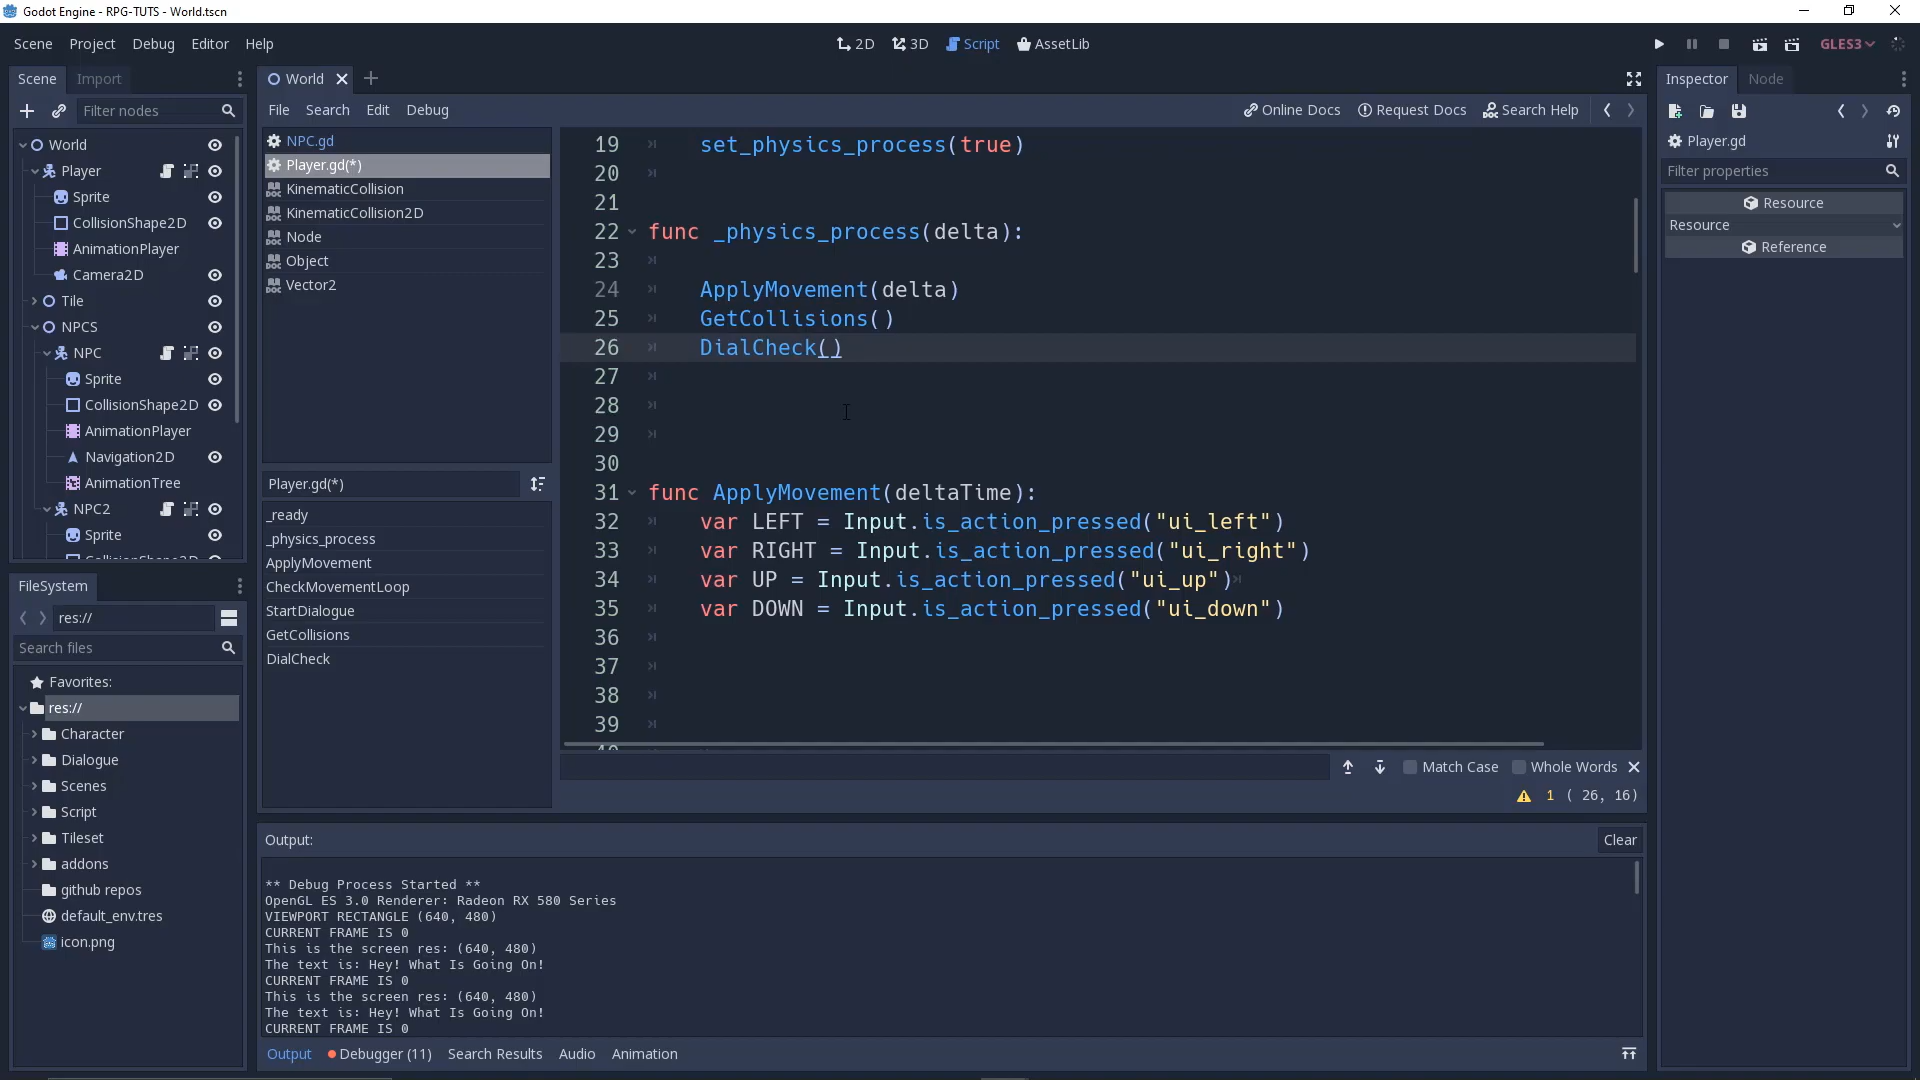 Godot Engine - RPG-TUTS - World.tscn
Scene Project Debug Editor Help
2D 3D Script AssetLib
GLES3
Scene Import
Filter nodes
World
Player
Sprite
CollisionShape2D
AnimationPlayer
Camera2D
Tile
NPCS
NPC
Sprite
CollisionShape2D
AnimationPlayer
Navigation2D
AnimationTree
NPC2
Sprite
FileSystem
res://
Search files
Favorites:
res://
Character
Dialogue
Scenes
Script
Tileset
addons
github repos
default_env.tres
icon.png
World
File Search Edit Debug
Online Docs Request Docs Search Help
NPC.gd
Player.gd(*)
KinematicCollision
KinematicCollision2D
Node
Object
Vector2
Player.gd(*)
_ready
_physics_process
ApplyMovement
CheckMovementLoop
StartDialogue
GetCollisions
DialCheck
19 set_physics_process(true)
20
21
22 func _physics_process(delta):
23
24 ApplyMovement(delta)
25 GetCollisions()
26 DialCheck()
27
28
29
30
31 func ApplyMovement(deltaTime):
32 var LEFT = Input.is_action_pressed("ui_left")
33 var RIGHT = Input.is_action_pressed("ui_right")
34 var UP = Input.is_action_pressed("ui_up")
35 var DOWN = Input.is_action_pressed("ui_down")
36
37
38
39
Match Case Whole Words
1 ( 26, 16)
Output: Clear
** Debug Process Started **
OpenGL ES 3.0 Renderer: Radeon RX 580 Series
VIEWPORT RECTANGLE (640, 480)
CURRENT FRAME IS 0
This is the screen res: (640, 480)
The text is: Hey! What Is Going On!
CURRENT FRAME IS 0
This is the screen res: (640, 480)
The text is: Hey! What Is Going On!
CURRENT FRAME IS 0
Output Debugger (11) Search Results Audio Animation
Inspector Node
Player.gd
Filter properties
Resource
Resource
Reference